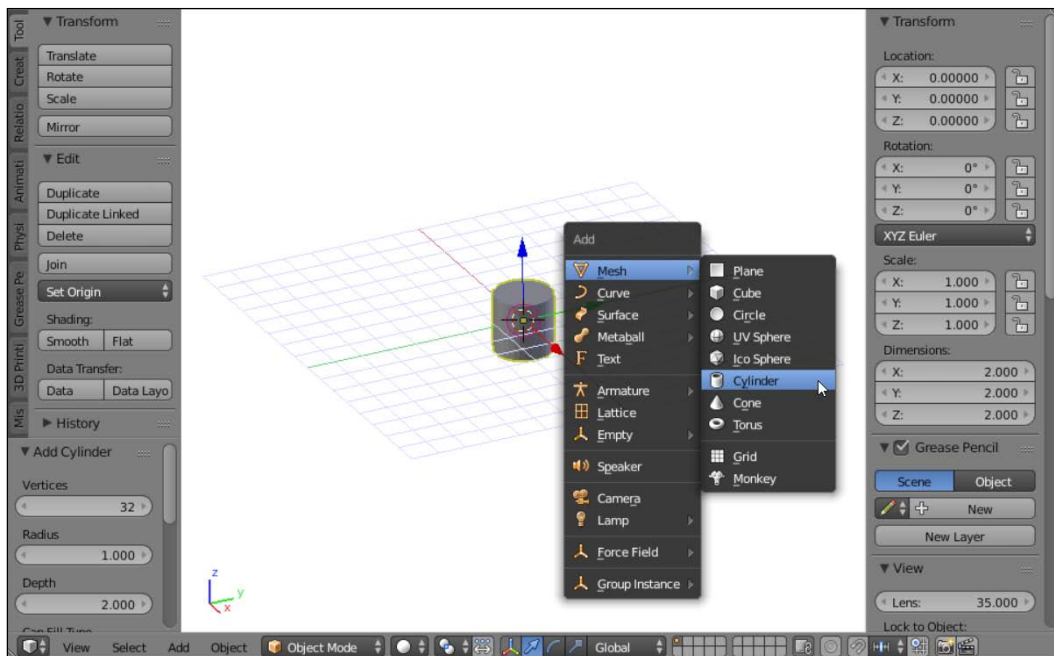 Tool
Creat
Relatio
Animati
Physi
Grease Pe
3D Printi
Mis
Transform
Translate
Rotate
Scale
Mirror
Edit
Duplicate
Duplicate Linked
Delete
Join
Set Origin
Shading:
Smooth Flat
Data Transfer:
Data Data Layo
History
Add Cylinder
Vertices
32
Radius
1.000
Depth
2.000
z
y
x
Add
Mesh
Curve
Surface
Metaball
Text
Armature
Lattice
Empty
Speaker
Camera
Lamp
Force Field
Group Instance
Plane
Cube
Circle
UV Sphere
Ico Sphere
Cylinder
Cone
Torus
Grid
Monkey
Transform
Location:
X: 0.00000
Y: 0.00000
Z: 0.00000
Rotation:
X: 0°
Y: 0°
Z: 0°
XYZ Euler
Scale:
X: 1.000
Y: 1.000
Z: 1.000
Dimensions:
X: 2.000
Y: 2.000
Z: 2.000
Grease Pencil
Scene Object
New
New Layer
View
Lens: 35.000
Lock to Object:
View Select Add Object Object Mode Global